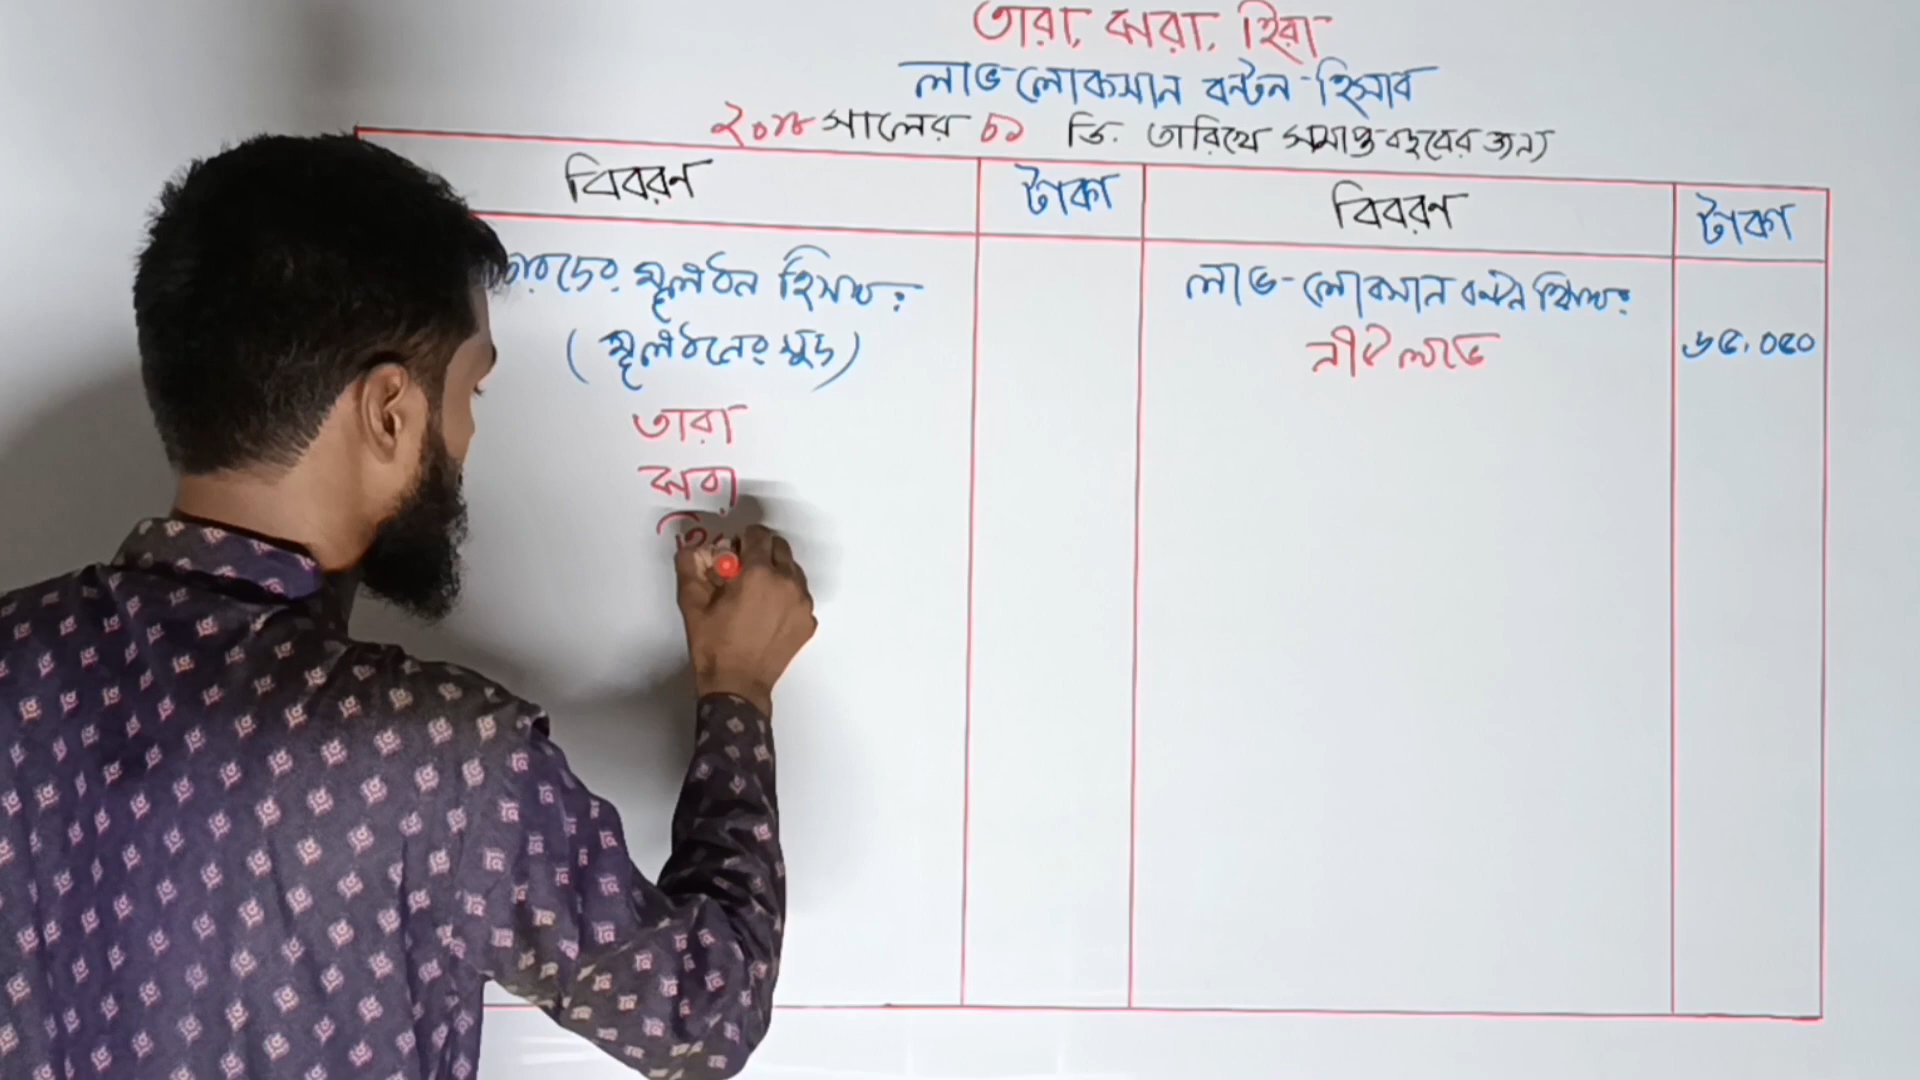 তারা, ঝরা, হিরা
লাভ-লোকসান বন্টন-হিসাব
২০১৮ সালের ৩১ ডি. তারিখে সমাপ্ত বছরের জন্য
বিবরণ টাকা বিবরণ টাকা
মূলধন হিসাব: লাভ-লোকসান বন্টন হিসাব:
(মূলধনের সুদ) নীট লাভ ৬৫,০৫০
তারা
ঝরা